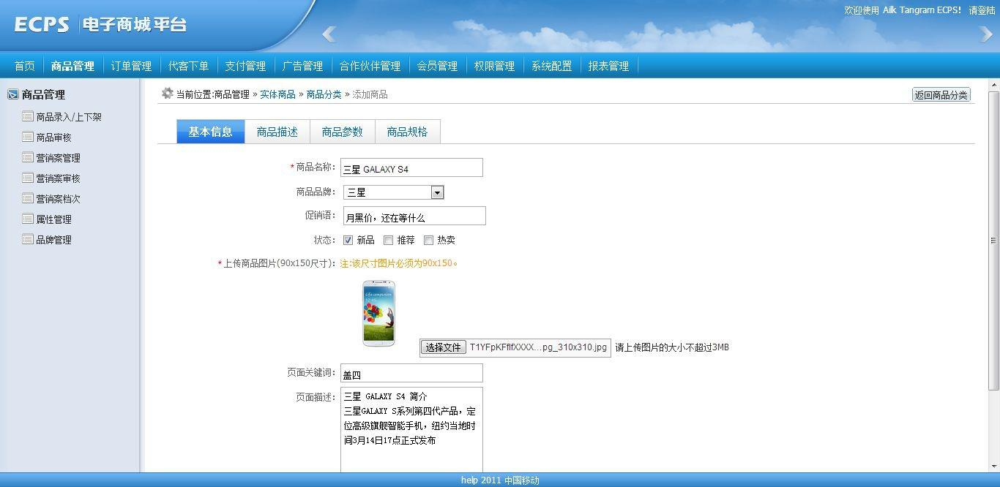 ECPS 电子商城平台
欢迎使用 Ailk Tangram ECPS! 请登陆
首页 商品管理 订单管理 代客下单 支付管理 广告管理 合作伙伴管理 会员管理 权限管理 系统配置 报表管理
商品管理
商品录入/上下架
商品审核
营销案管理
营销案审核
营销案档次
属性管理
品牌管理
当前位置:商品管理 » 实体商品 » 商品分类 » 添加商品
返回商品分类
基本信息 商品描述 商品参数 商品规格
*商品名称: 三星 GALAXY S4
商品品牌: 三星
促销语: 月黑价，还在等什么
状态: 新品 推荐 热卖
*上传商品图片(90x150尺寸): 注:该尺寸图片必须为90x150。
Life companion
12:45
选择文件 T1YFpKFflfXXXX...pg_310x310.jpg 请上传图片的大小不超过3MB
页面关键词: 盖四
页面描述: 三星 GALAXY S4 简介
三星GALAXY S系列第四代产品，定
位高级旗舰智能手机，纽约当地时
间3月14日17点正式发布
help 2011 中国移动